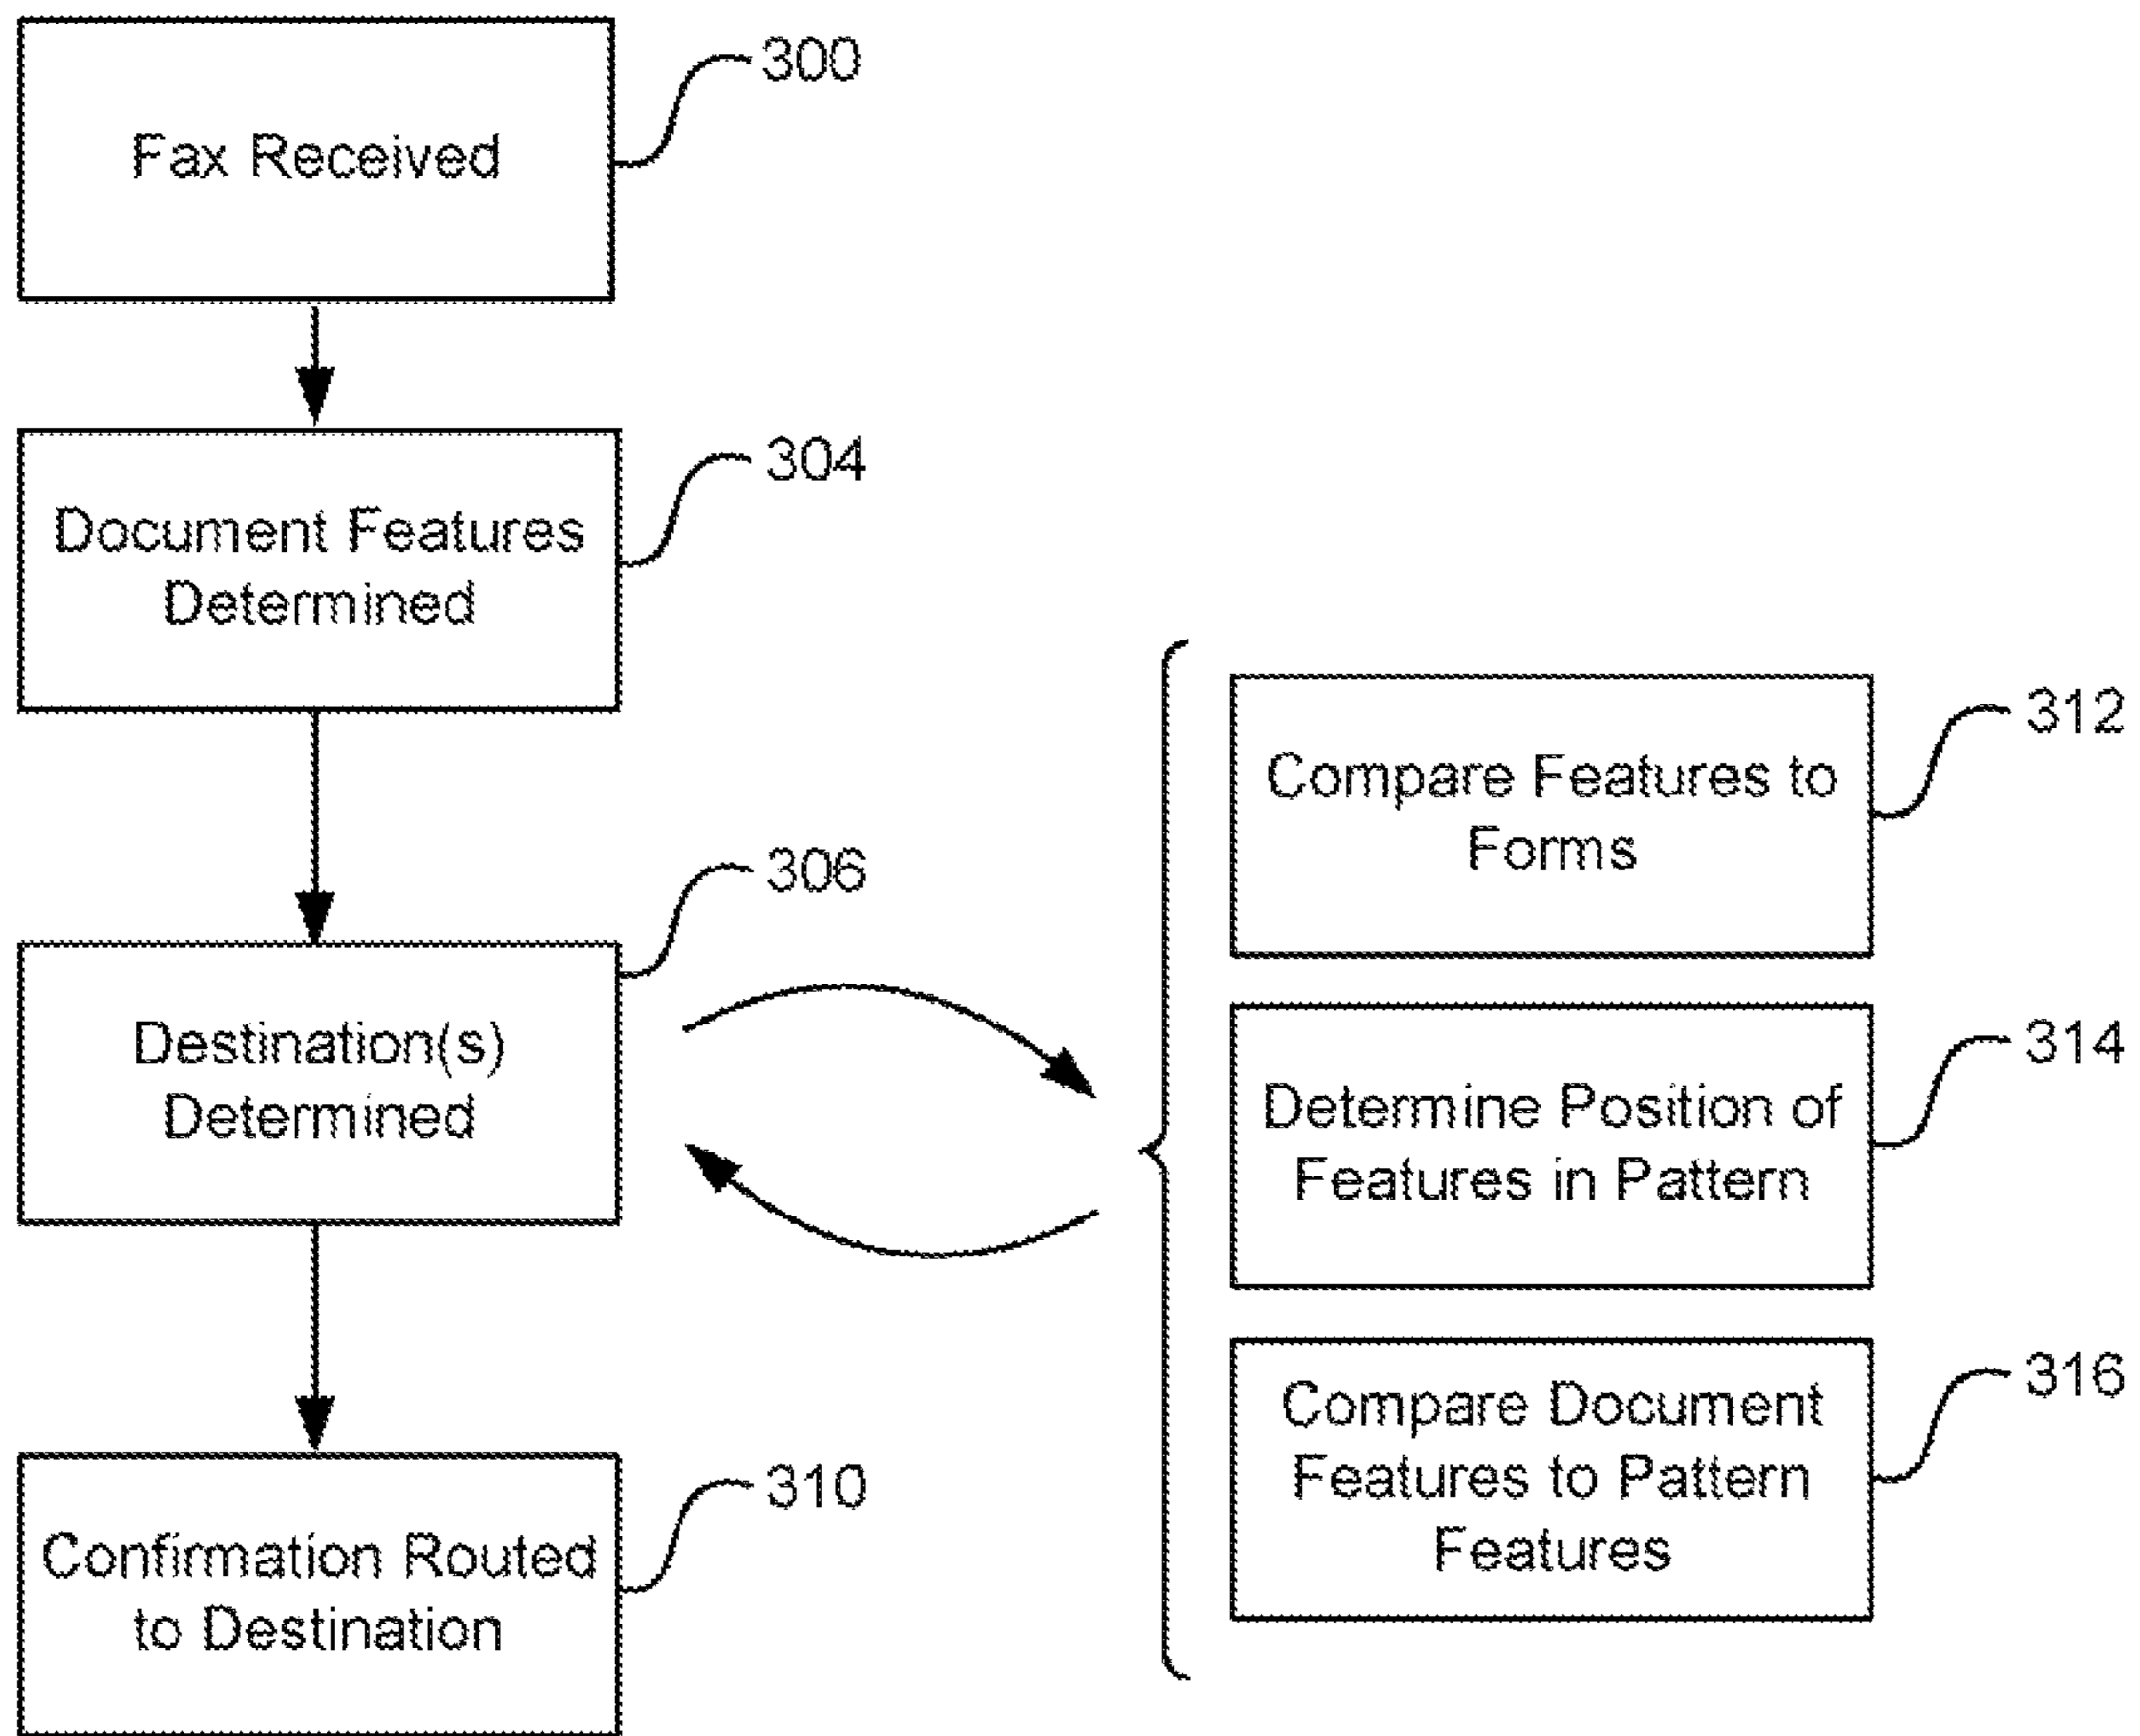 Fax Received
300
Document Features
Determined
304
Destination(s)
Determined
306
Confirmation Routed
to Destination
310
Compare Features to
Forms
312
Determine Position of
Features in Pattern
314
Compare Document
Features to Pattern
Features
316